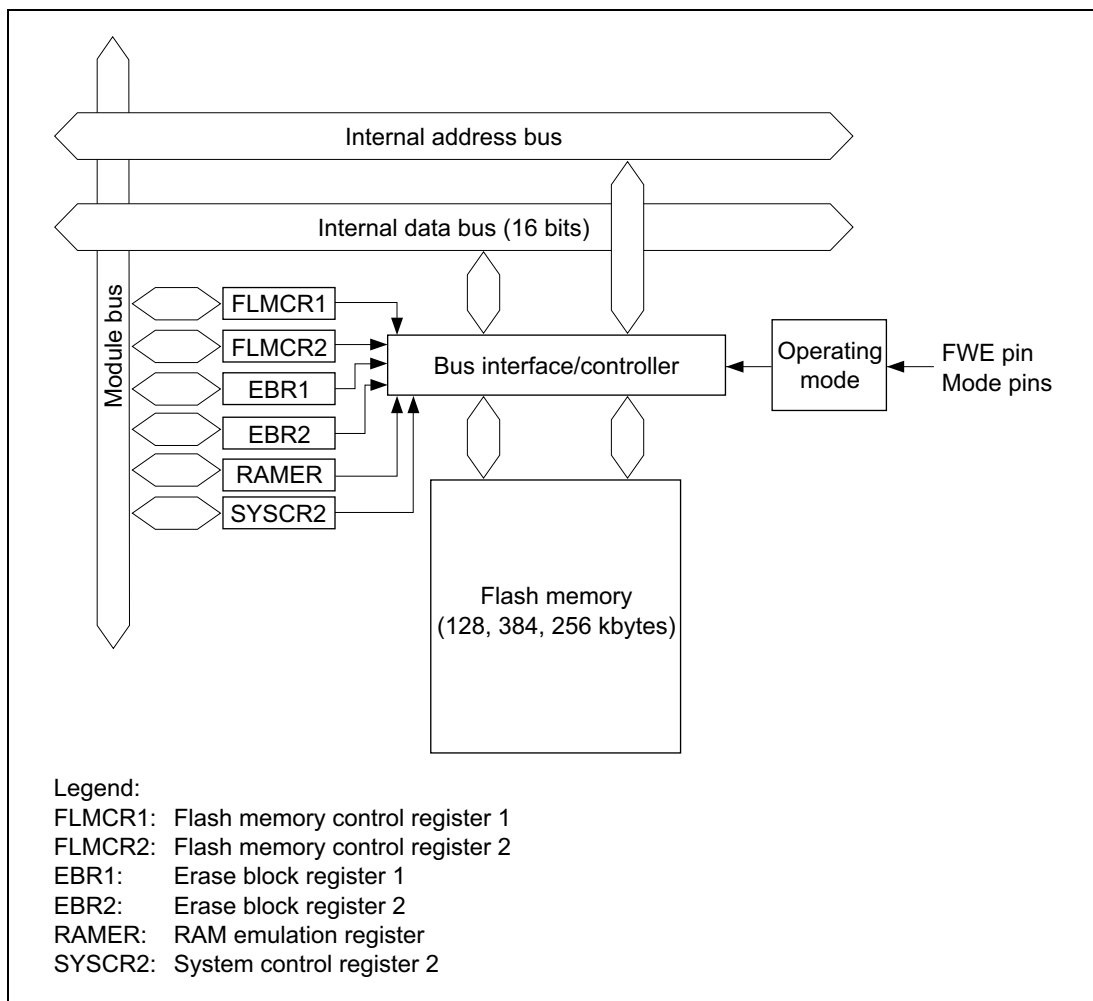 Internal address bus
Internal data bus (16 bits)
Module bus
FLMCR1
FLMCR2
EBR1
EBR2
RAMER
SYSCR2
Bus interface/controller
Operating
mode
FWE pin
Mode pins
Flash memory
(128, 384, 256 kbytes)
Legend:
FLMCR1: Flash memory control register 1
FLMCR2: Flash memory control register 2
EBR1: Erase block register 1
EBR2: Erase block register 2
RAMER: RAM emulation register
SYSCR2: System control register 2